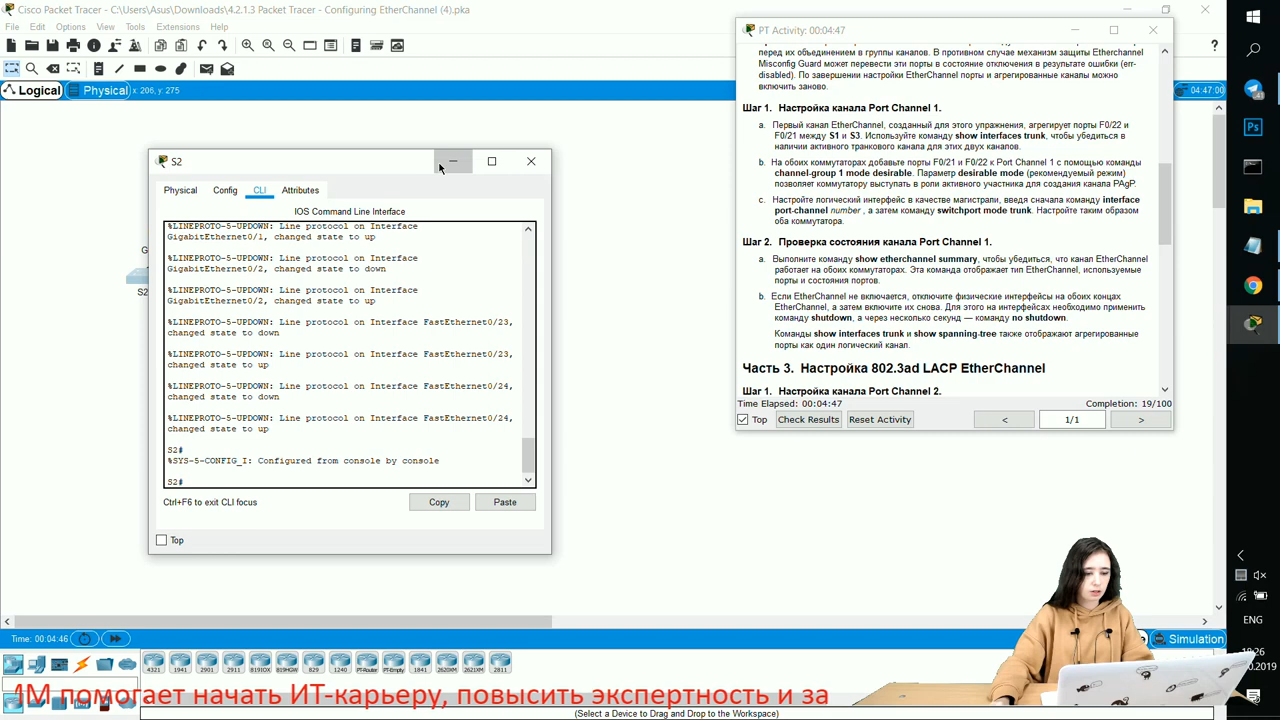 Cisco Packet Tracer - C:\Users\Asus\Downloads\4.2.1.3 Packet Tracer - Configuring EtherChannel (4).pka
File Edit Options View Tools Extensions Help
Logical Physical x: 206, y: 275
04:47:00
S2
Physical Config CLI Attributes
IOS Command Line Interface
%LINEPROTO-5-UPDOWN: Line protocol on Interface
GigabitEthernet0/1, changed state to up
%LINEPROTO-5-UPDOWN: Line protocol on Interface
GigabitEthernet0/2, changed state to down
%LINEPROTO-5-UPDOWN: Line protocol on Interface
GigabitEthernet0/2, changed state to up
%LINEPROTO-5-UPDOWN: Line protocol on Interface FastEthernet0/23,
changed state to down
%LINEPROTO-5-UPDOWN: Line protocol on Interface FastEthernet0/23,
changed state to up
%LINEPROTO-5-UPDOWN: Line protocol on Interface FastEthernet0/24,
changed state to down
%LINEPROTO-5-UPDOWN: Line protocol on Interface FastEthernet0/24,
changed state to up
S2#
%SYS-5-CONFIG_I: Configured from console by console
S2#
Ctrl+F6 to exit CLI focus
Copy Paste
Top
S2
PT Activity: 00:04:47
перед их объединением в группы каналов. В противном случае механизм защиты Etherchannel
Misconfig Guard может перевести эти порты в состояние отключения в результате ошибки (err-
disabled). По завершении настройки EtherChannel порты и агрегированные каналы можно
включить заново.
Шаг 1. Настройка канала Port Channel 1.
a. Первый канал EtherChannel, созданный для этого упражнения, агрегирует порты F0/22 и
F0/21 между S1 и S3. Используйте команду show interfaces trunk, чтобы убедиться в
наличии активного транкового канала для этих двух каналов.
b. На обоих коммутаторах добавьте порты F0/21 и F0/22 к Port Channel 1 с помощью команды
channel-group 1 mode desirable. Параметр desirable mode (рекомендуемый режим)
позволяет коммутатору выступать в роли активного участника для создания канала PAgP.
c. Настройте логический интерфейс в качестве магистрали, введя сначала команду interface
port-channel number , а затем команду switchport mode trunk. Настройте таким образом
оба коммутатора.
Шаг 2. Проверка состояния канала Port Channel 1.
a. Выполните команду show etherchannel summary, чтобы убедиться, что канал EtherChannel
работает на обоих коммутаторах. Эта команда отображает тип EtherChannel, используемые
порты и состояния портов.
b. Если EtherChannel не включается, отключите физические интерфейсы на обоих концах
EtherChannel, а затем включите их снова. Для этого на интерфейсах необходимо применить
команду shutdown, а через несколько секунд — команду no shutdown.
Команды show interfaces trunk и show spanning-tree также отображают агрегированные
порты как один логический канал.
Часть 3. Настройка 802.3ad LACP EtherChannel
Шаг 1. Настройка канала Port Channel 2.
Time Elapsed: 00:04:47 Completion: 19/100
Top Check Results Reset Activity < 1/1 >
Time: 00:04:46
Simulation
4321 1941 2901 2911 819IOX 819HGW 829 1240 PT-Router PT-Empty 1841 2620XM 2621XM 2811
помогает начать ИТ-карьеру, повысить экспертность и за
(Select a Device to Drag and Drop to the Workspace)
ENG